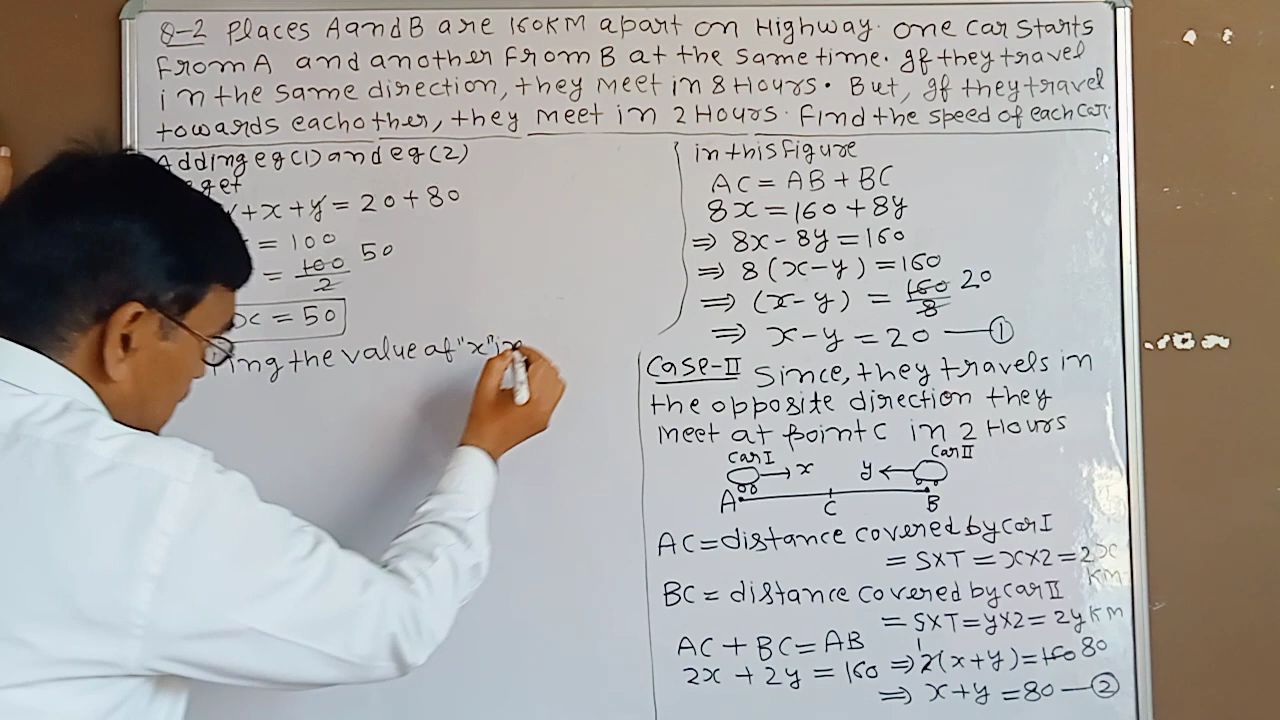 Q-2 Places A and B are 160KM apart on Highway. one car starts
From A and another From B at the same time. If they travel
in the same direction, they meet in 8 Hours. But, If they travel
towards each other, they meet in 2 Hours. Find the speed of each car.
Adding eq(1) and eq(2)
get
+x+y=20+80
=100
=100/2 50
x=50
ting the value of "x" in
in this figure
AC=AB+BC
8x=160+8y
⇒ 8x-8y=160
⇒ 8(x-y)=160
⇒ (x-y) = 160/8 20
⇒ x-y=20 —①
Case-II Since, they travels in
the opposite direction they
meet at point C in 2 Hours
Car I Car II
x y
A C B
AC=distance covered by car I
= S×T = x×2 = 2x
KM
BC = distance covered by car II
= S×T=y×2= 2y KM
AC+BC=AB
2x+2y=160 ⇒ 2(x+y)=160 80
⇒ x+y=80 —②